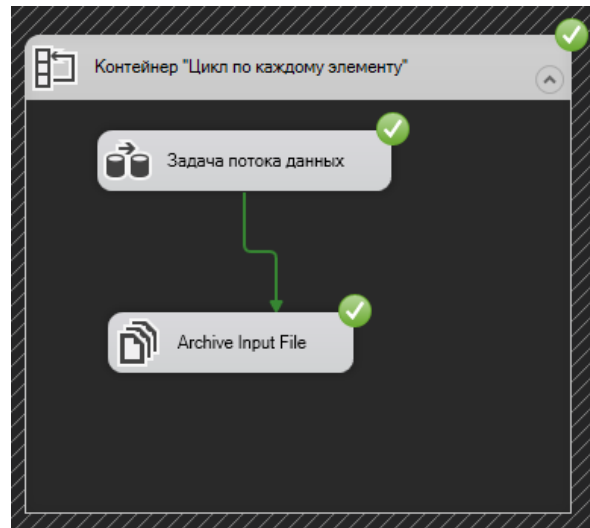 Контейнер "Цикл по каждому элементу"
Задача потока данных
Archive Input File